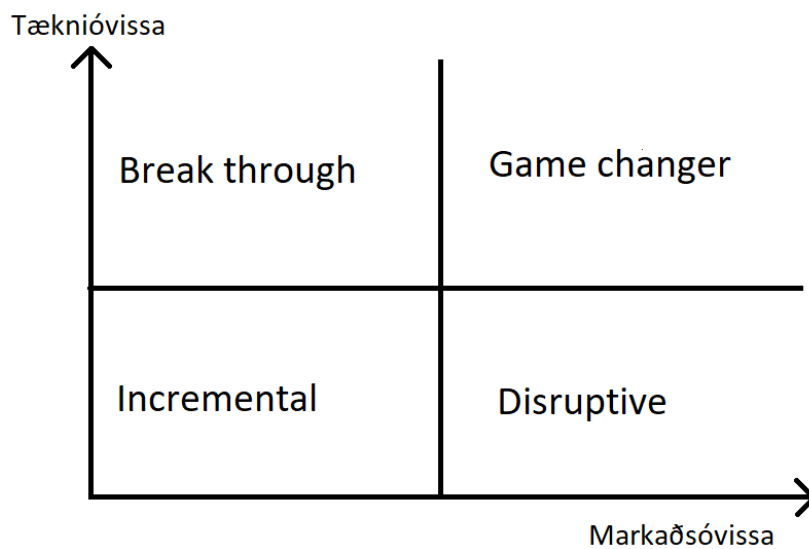 Tæknióvissa
Break through
Game changer
Incremental
Disruptive
Markaðsóvissa